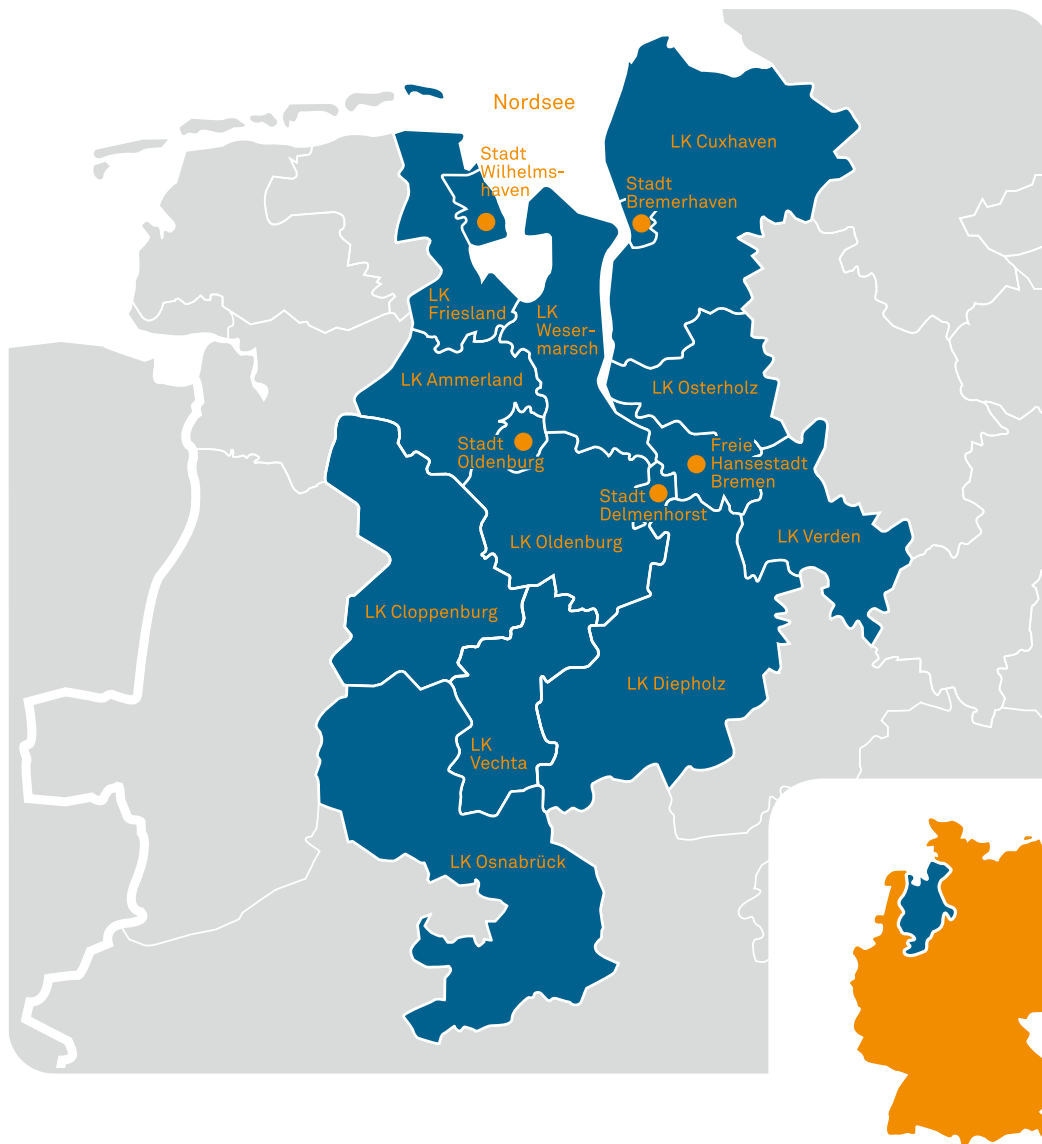 Nordsee
LK Cuxhaven
Stadt
Wilhelms-
haven
Stadt
Bremerhaven
LK
Friesland
LK
Weser-
marsch
LK Ammerland
LK Osterholz
Stadt
Oldenburg
Freie
Hansestadt
Bremen
Stadt
Delmenhorst
LK Oldenburg
LK Verden
LK Cloppenburg
LK Diepholz
LK
Vechta
LK Osnabrück